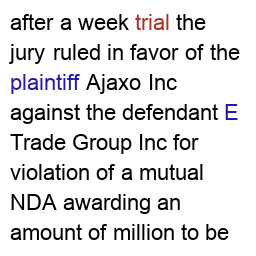 after a week trial the
jury ruled in favor of the
plaintiff Ajaxo Inc
against the defendant E
Trade Group Inc for
violation of a mutual
NDA awarding an
amount of million to be